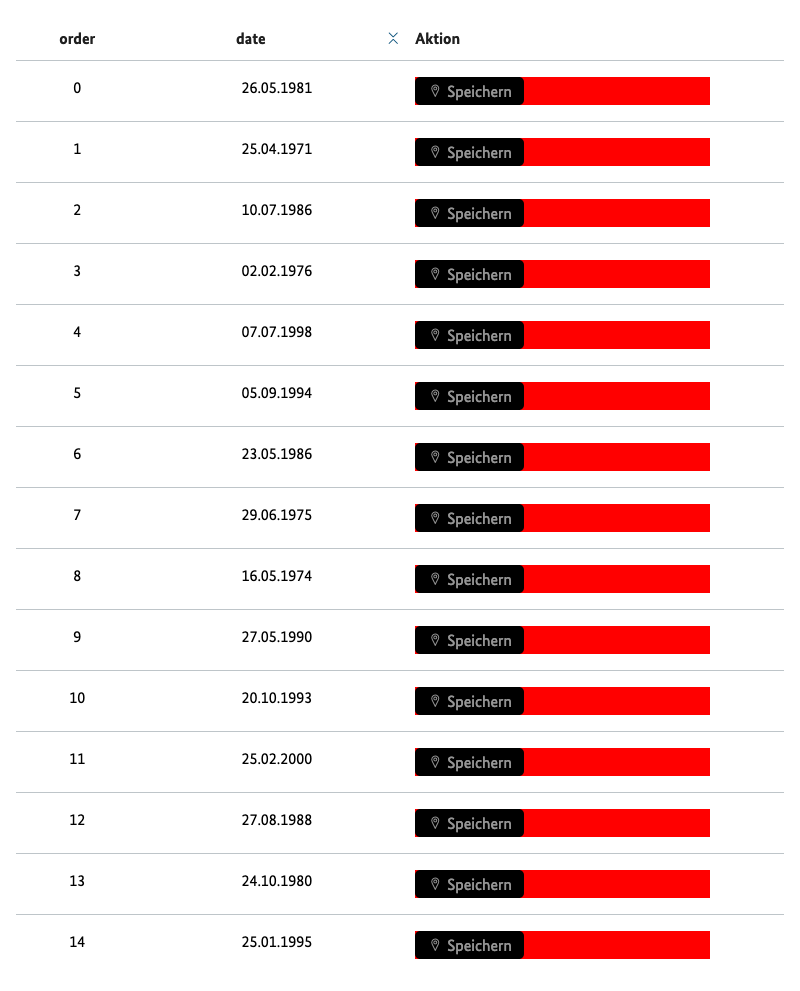 order date Aktion
0 26.05.1981 Speichern
1 25.04.1971 Speichern
2 10.07.1986 Speichern
3 02.02.1976 Speichern
4 07.07.1998 Speichern
5 05.09.1994 Speichern
6 23.05.1986 Speichern
7 29.06.1975 Speichern
8 16.05.1974 Speichern
9 27.05.1990 Speichern
10 20.10.1993 Speichern
11 25.02.2000 Speichern
12 27.08.1988 Speichern
13 24.10.1980 Speichern
14 25.01.1995 Speichern